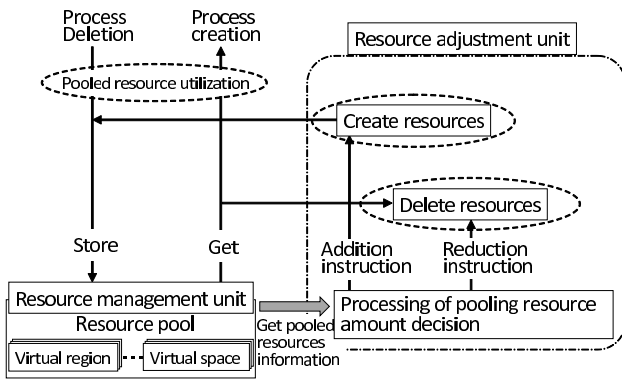 Process
Deletion
Process
creation
Resource adjustment unit
Pooled resource utilization
Create resources
Delete resources
Store
Get
Addition
instruction
Reduction
instruction
Resource management unit
Resource pool
Virtual region
Virtual space
Get pooled
resources
information
Processing of pooling resource
amount decision